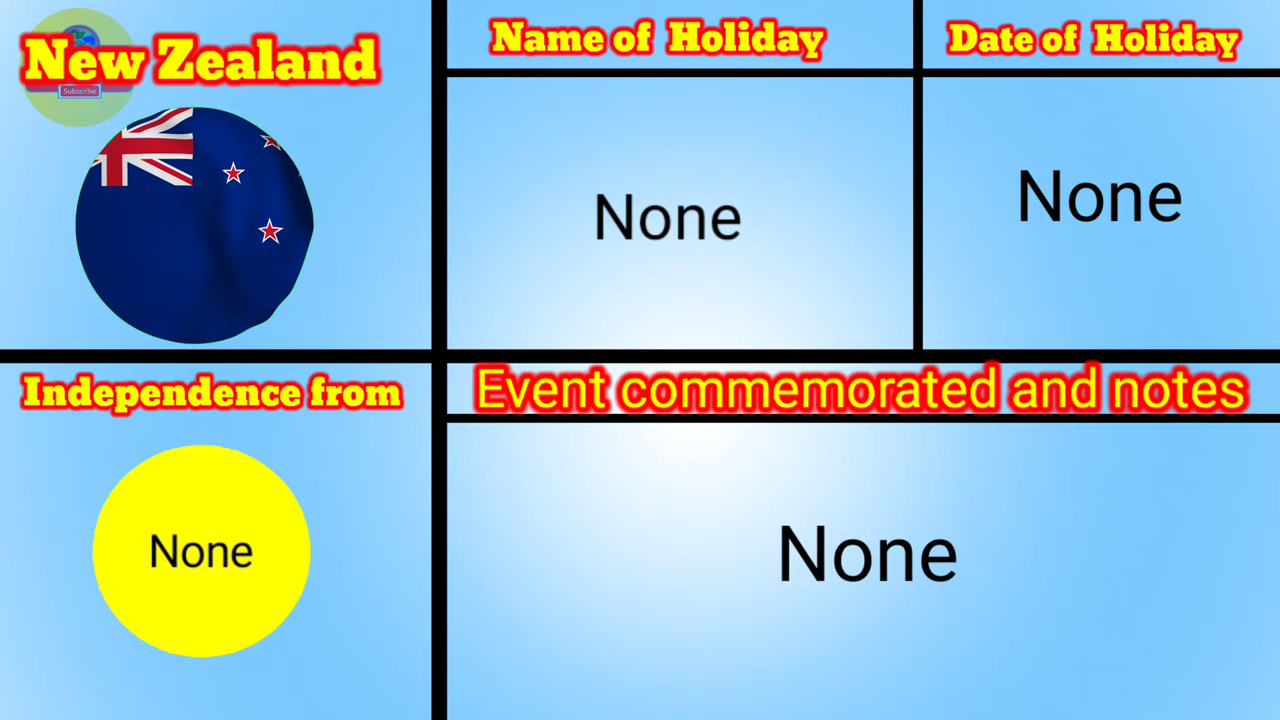 New Zealand
Subscribe
Name of Holiday
Date of Holiday
None
None
Independence from
Event commemorated and notes
None
None